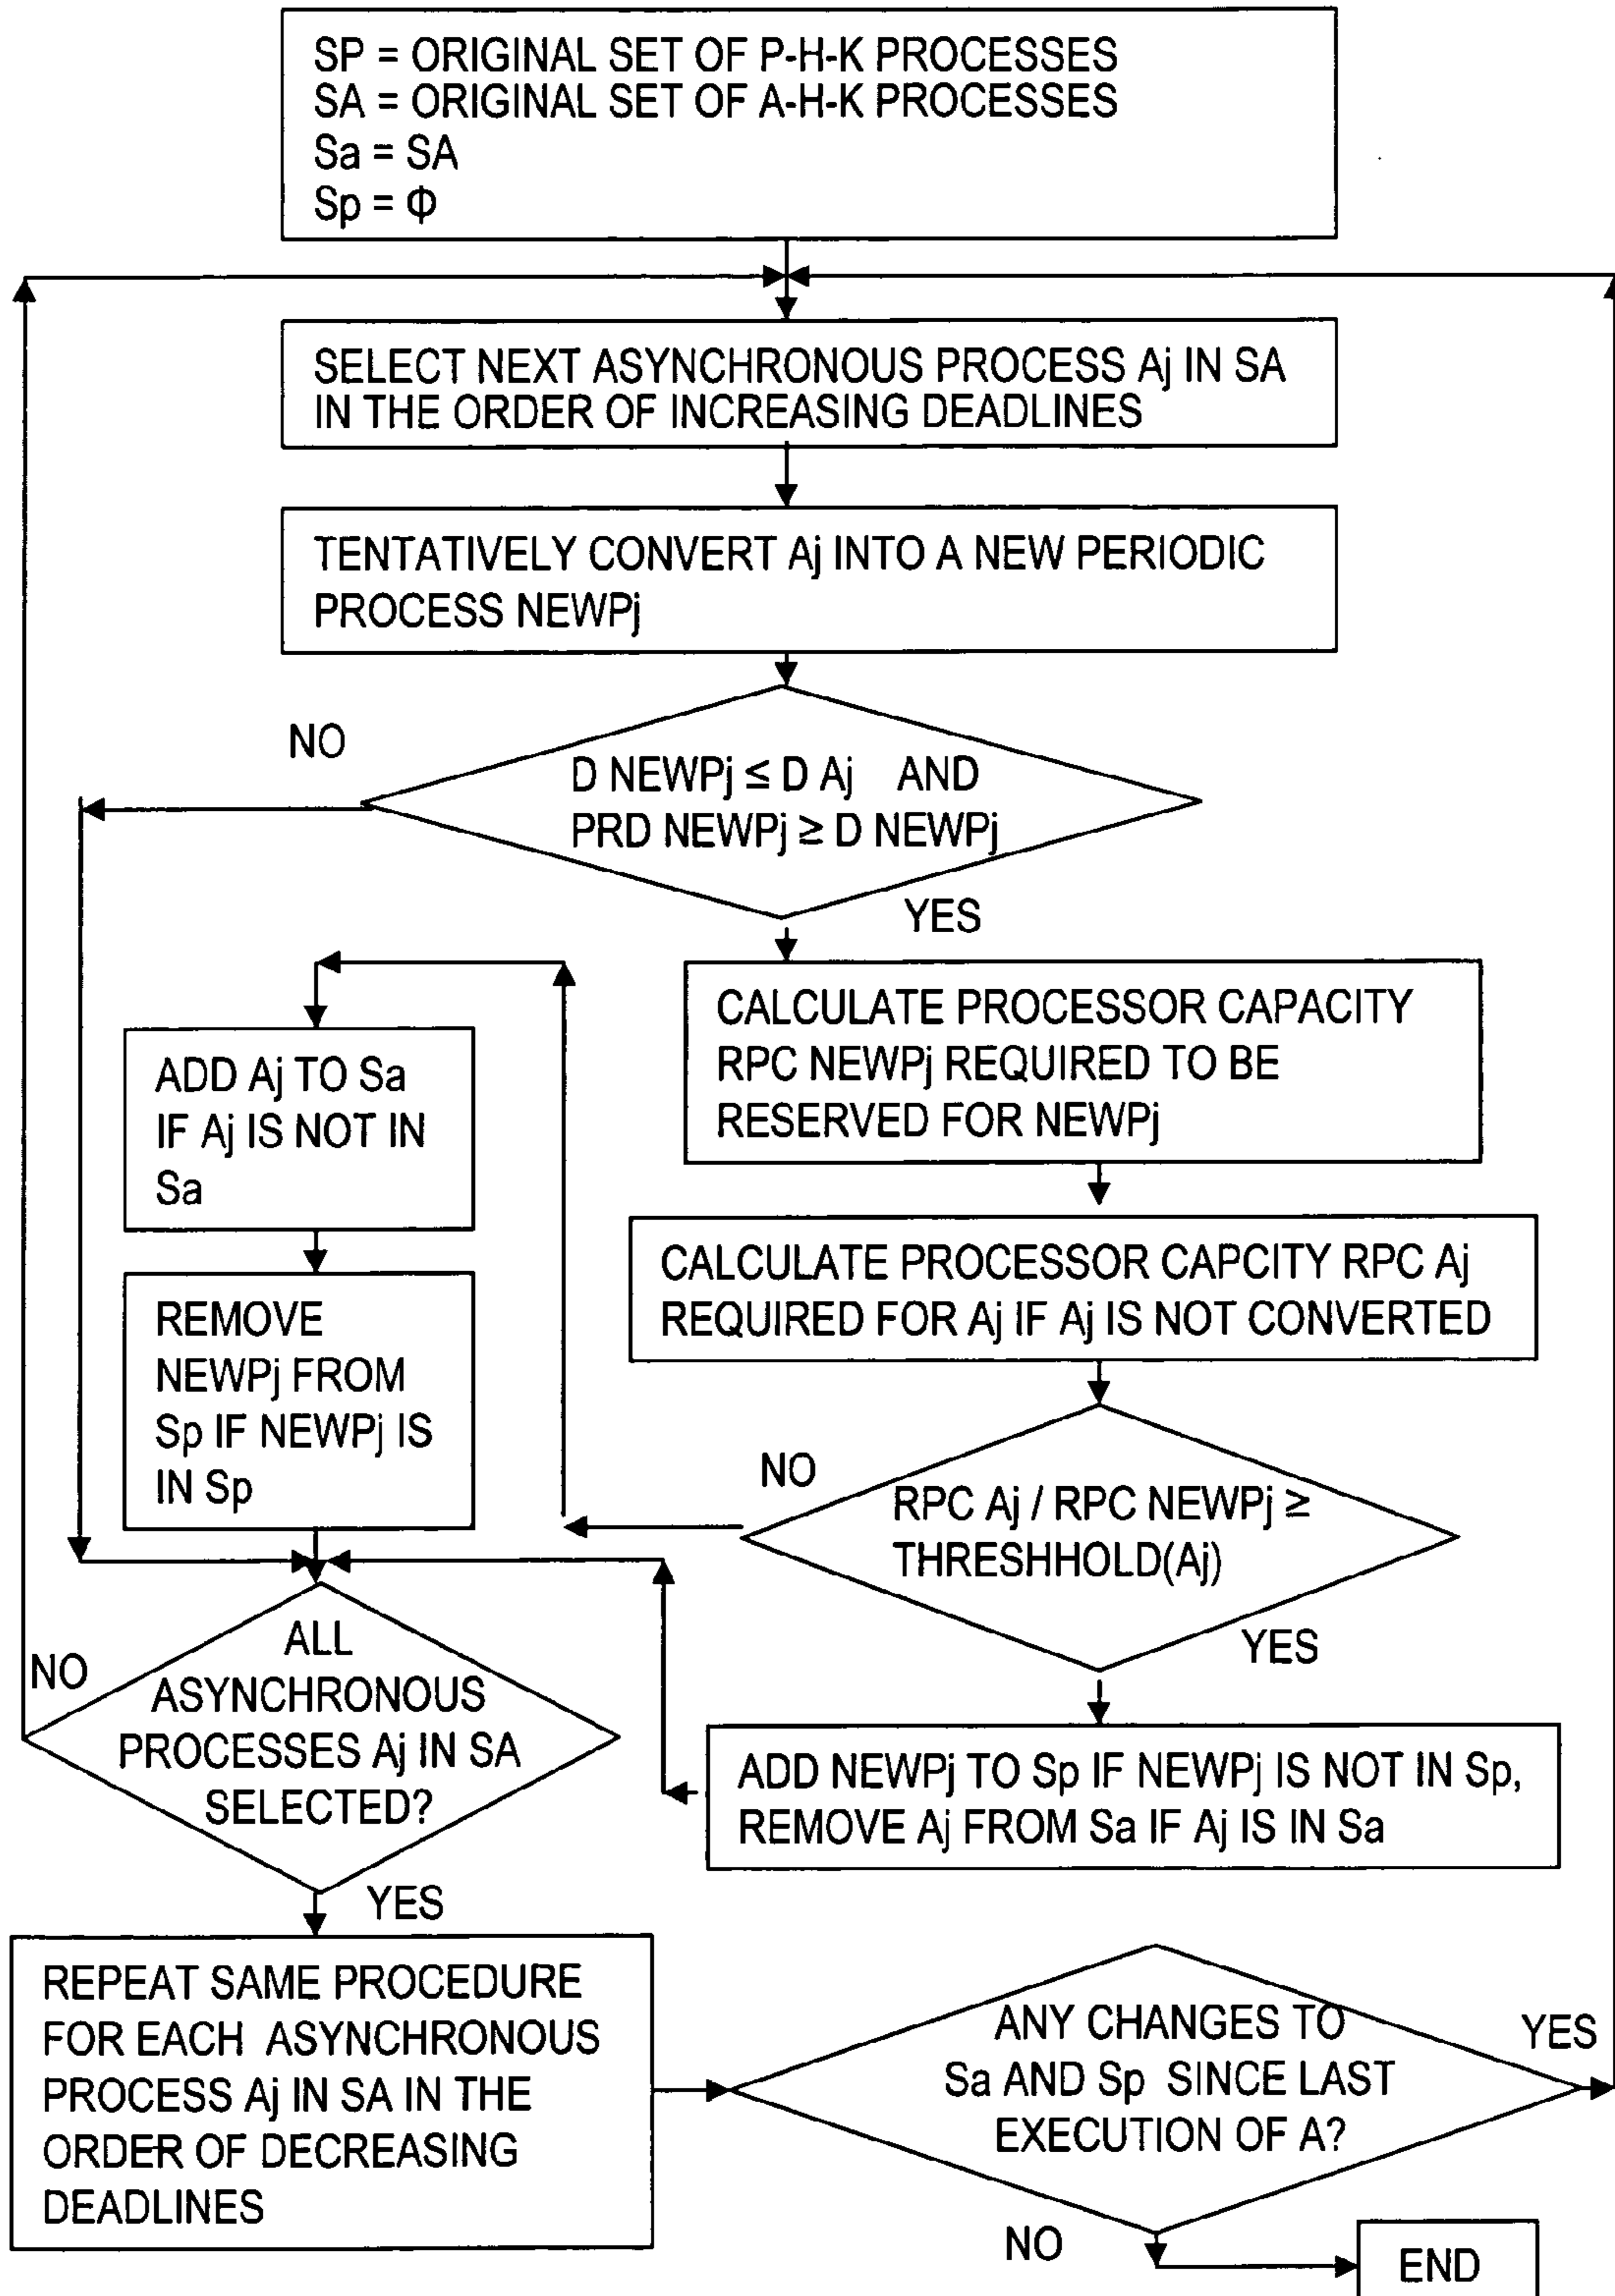 SP = ORIGINAL SET OF P-H-K PROCESSES
SA = ORIGINAL SET OF A-H-K PROCESSES
Sa = SA
Sp = Φ
SELECT NEXT ASYNCHRONOUS PROCESS Aj IN SA
IN THE ORDER OF INCREASING DEADLINES
TENTATIVELY CONVERT Aj INTO A NEW PERIODIC
PROCESS NEWPj
NO
D NEWPj ≤ D Aj AND
PRD NEWPj ≥ D NEWPj
YES
CALCULATE PROCESSOR CAPACITY
RPC NEWPj REQUIRED TO BE
RESERVED FOR NEWPj
ADD Aj TO Sa
IF Aj IS NOT IN
Sa
CALCULATE PROCESSOR CAPCITY RPC Aj
REQUIRED FOR Aj IF Aj IS NOT CONVERTED
REMOVE
NEWPj FROM
Sp IF NEWPj IS
IN Sp
NO
RPC Aj / RPC NEWPj ≥
THRESHHOLD(Aj)
YES
NO
ALL
ASYNCHRONOUS
PROCESSES Aj IN SA
SELECTED?
ADD NEWPj TO Sp IF NEWPj IS NOT IN Sp,
REMOVE Aj FROM Sa IF Aj IS IN Sa
YES
REPEAT SAME PROCEDURE
FOR EACH ASYNCHRONOUS
PROCESS Aj IN SA IN THE
ORDER OF DECREASING
DEADLINES
ANY CHANGES TO
Sa AND Sp SINCE LAST
EXECUTION OF A?
YES
NO
END